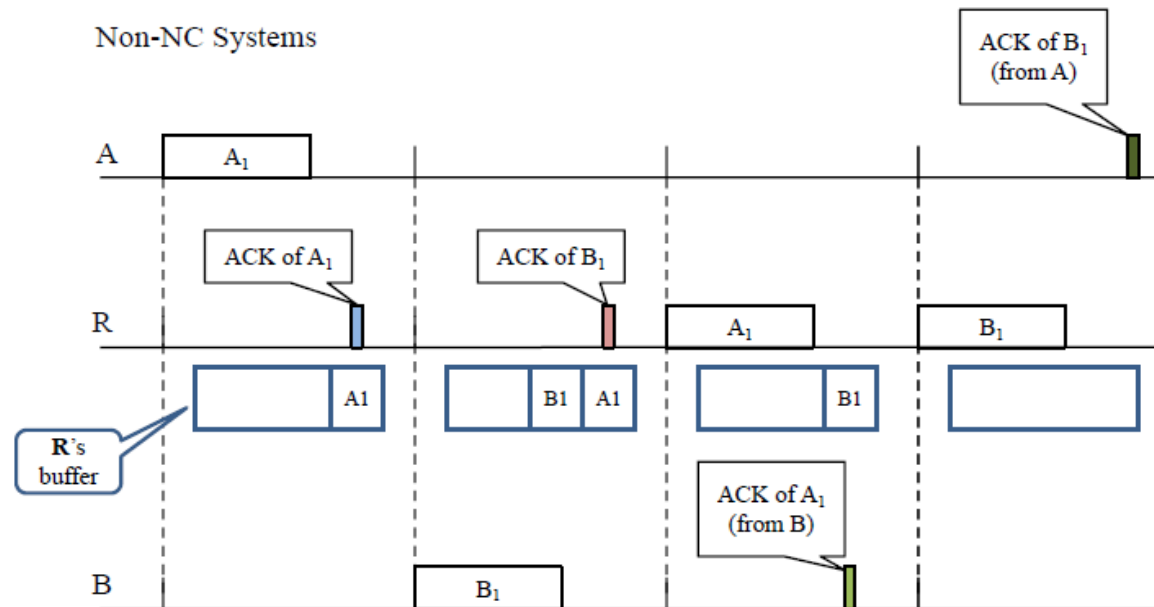 Non-NC Systems
ACK of B₁
(from A)
A
A₁
ACK of A₁
ACK of B₁
R
A₁
B₁
A1
B1
A1
B1
R's
buffer
ACK of A₁
(from B)
B
B₁